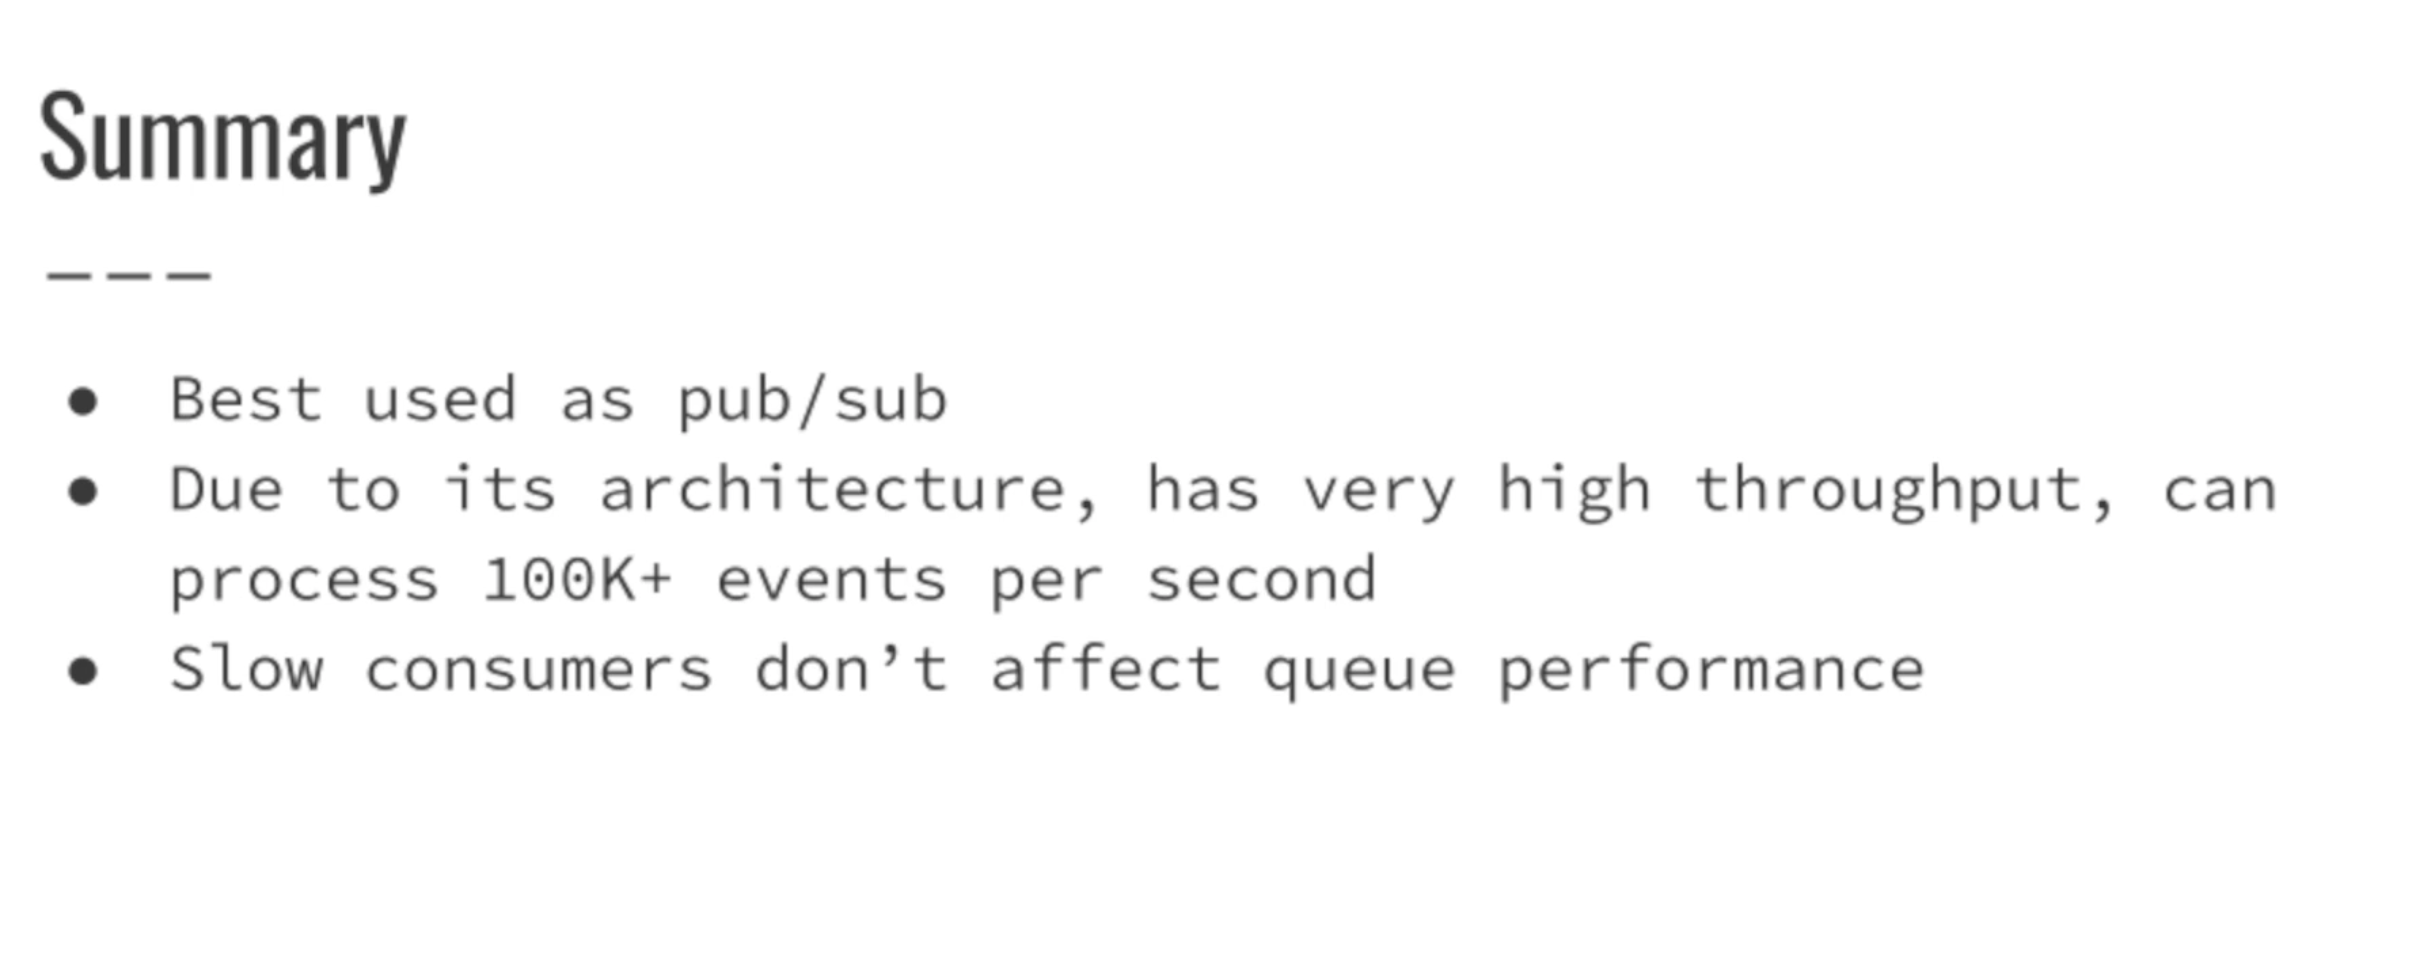 Summary
———
● Best used as pub/sub
● Due to its architecture, has very high throughput, can
process 100K+ events per second
● Slow consumers don’t affect queue performance